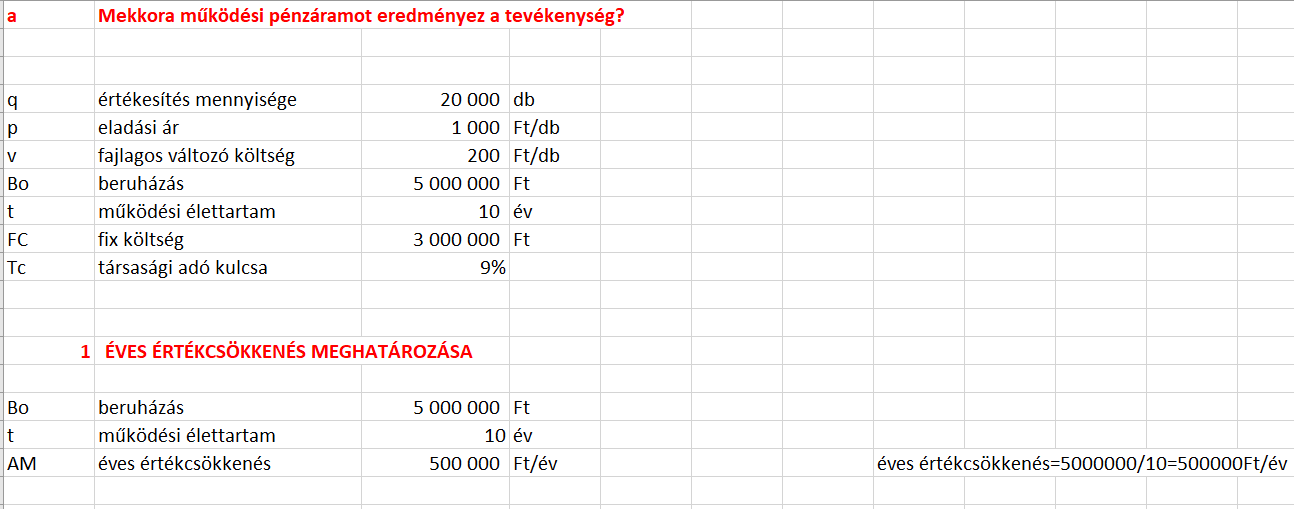 a Mekkora működési pénzáramot eredményez a tevékenység?
q értékesítés mennyisége 20 000 db
p eladási ár 1 000 Ft/db
v fajlagos változó költség 200 Ft/db
Bo beruházás 5 000 000 Ft
t működési élettartam 10 év
FC fix költség 3 000 000 Ft
Tc társasági adó kulcsa 9%
1 ÉVES ÉRTÉKCSÖKKENÉS MEGHATÁROZÁSA
Bo beruházás 5 000 000 Ft
t működési élettartam 10 év
AM éves értékcsökkenés 500 000 Ft/év éves értékcsökkenés=5000000/10=500000Ft/év